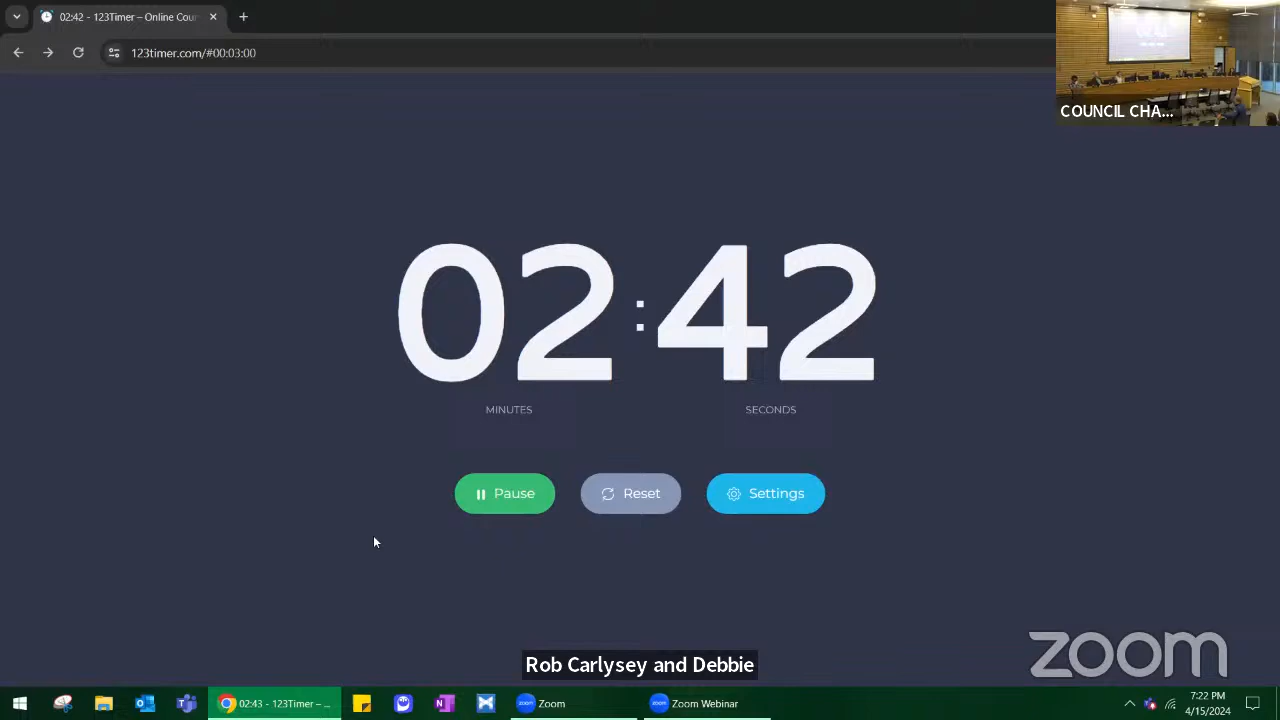 02:42 - 123Timer – Online Cou
123timer.com/#00:03:00
COUNCIL CHA...
02:42
MINUTES
SECONDS
Pause
Reset
Settings
Rob Carlysey and Debbie
zoom
02:43 - 123Timer – ...
Zoom
Zoom Webinar
7:22 PM
4/15/2024